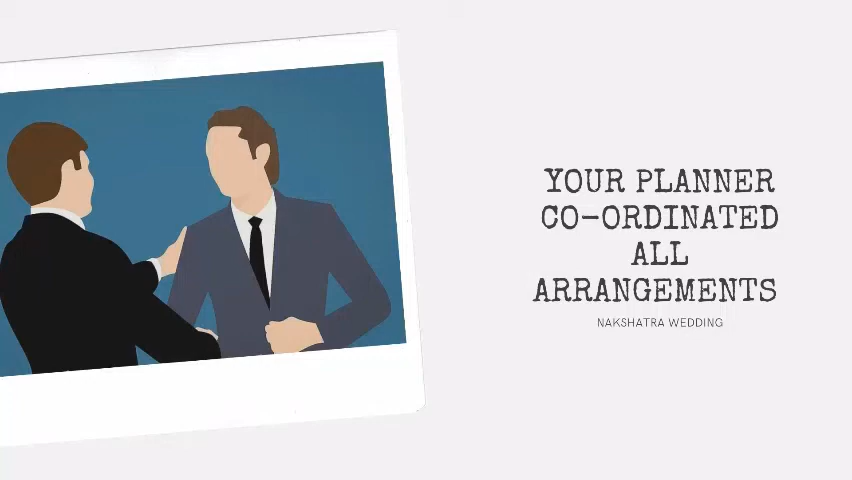 YOUR PLANNER
CO-ORDINATED
ALL
ARRANGEMENTS
NAKSHATRA WEDDING